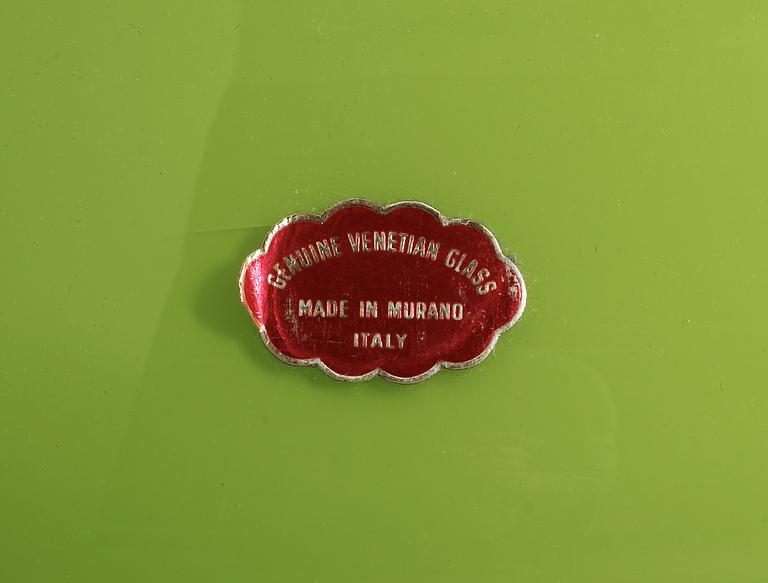 GENUINE VENETIAN GLASS
MADE IN MURANO
ITALY